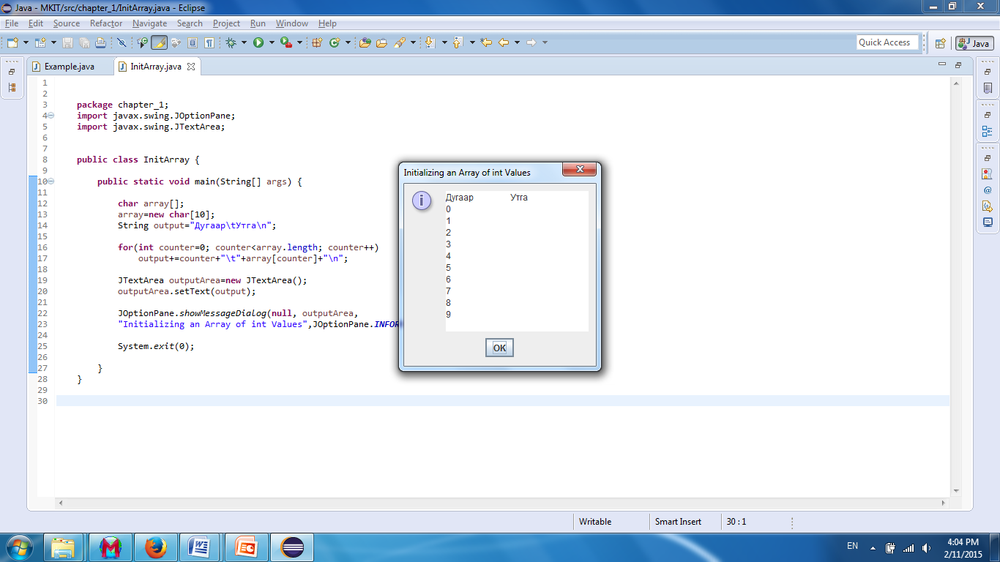 Java - MKIT/src/chapter_1/InitArray.java - Eclipse
File Edit Source Refactor Navigate Search Project Run Window Help
Quick Access
Java
Example.java
InitArray.java
1
2
3 package chapter_1;
4 import javax.swing.JOptionPane;
5 import javax.swing.JTextArea;
6
7
8 public class InitArray {
9
10 public static void main(String[] args) {
11
12 char array[];
13 array=new char[10];
14 String output="Дугаар\tУтга\n";
15
16 for(int counter=0; counter<array.length; counter++)
17 output+=counter+"\t"+array[counter]+"\n";
18
19 JTextArea outputArea=new JTextArea();
20 outputArea.setText(output);
21
22 JOptionPane.showMessageDialog(null, outputArea,
23 "Initializing an Array of int Values",JOptionPane.INFOR
24
25 System.exit(0);
26
27 }
28 }
29
30
Initializing an Array of int Values
Дугаар Утга
0
1
2
3
4
5
6
7
8
9
OK
Writable Smart Insert 30 : 1
EN
4:04 PM
2/11/2015